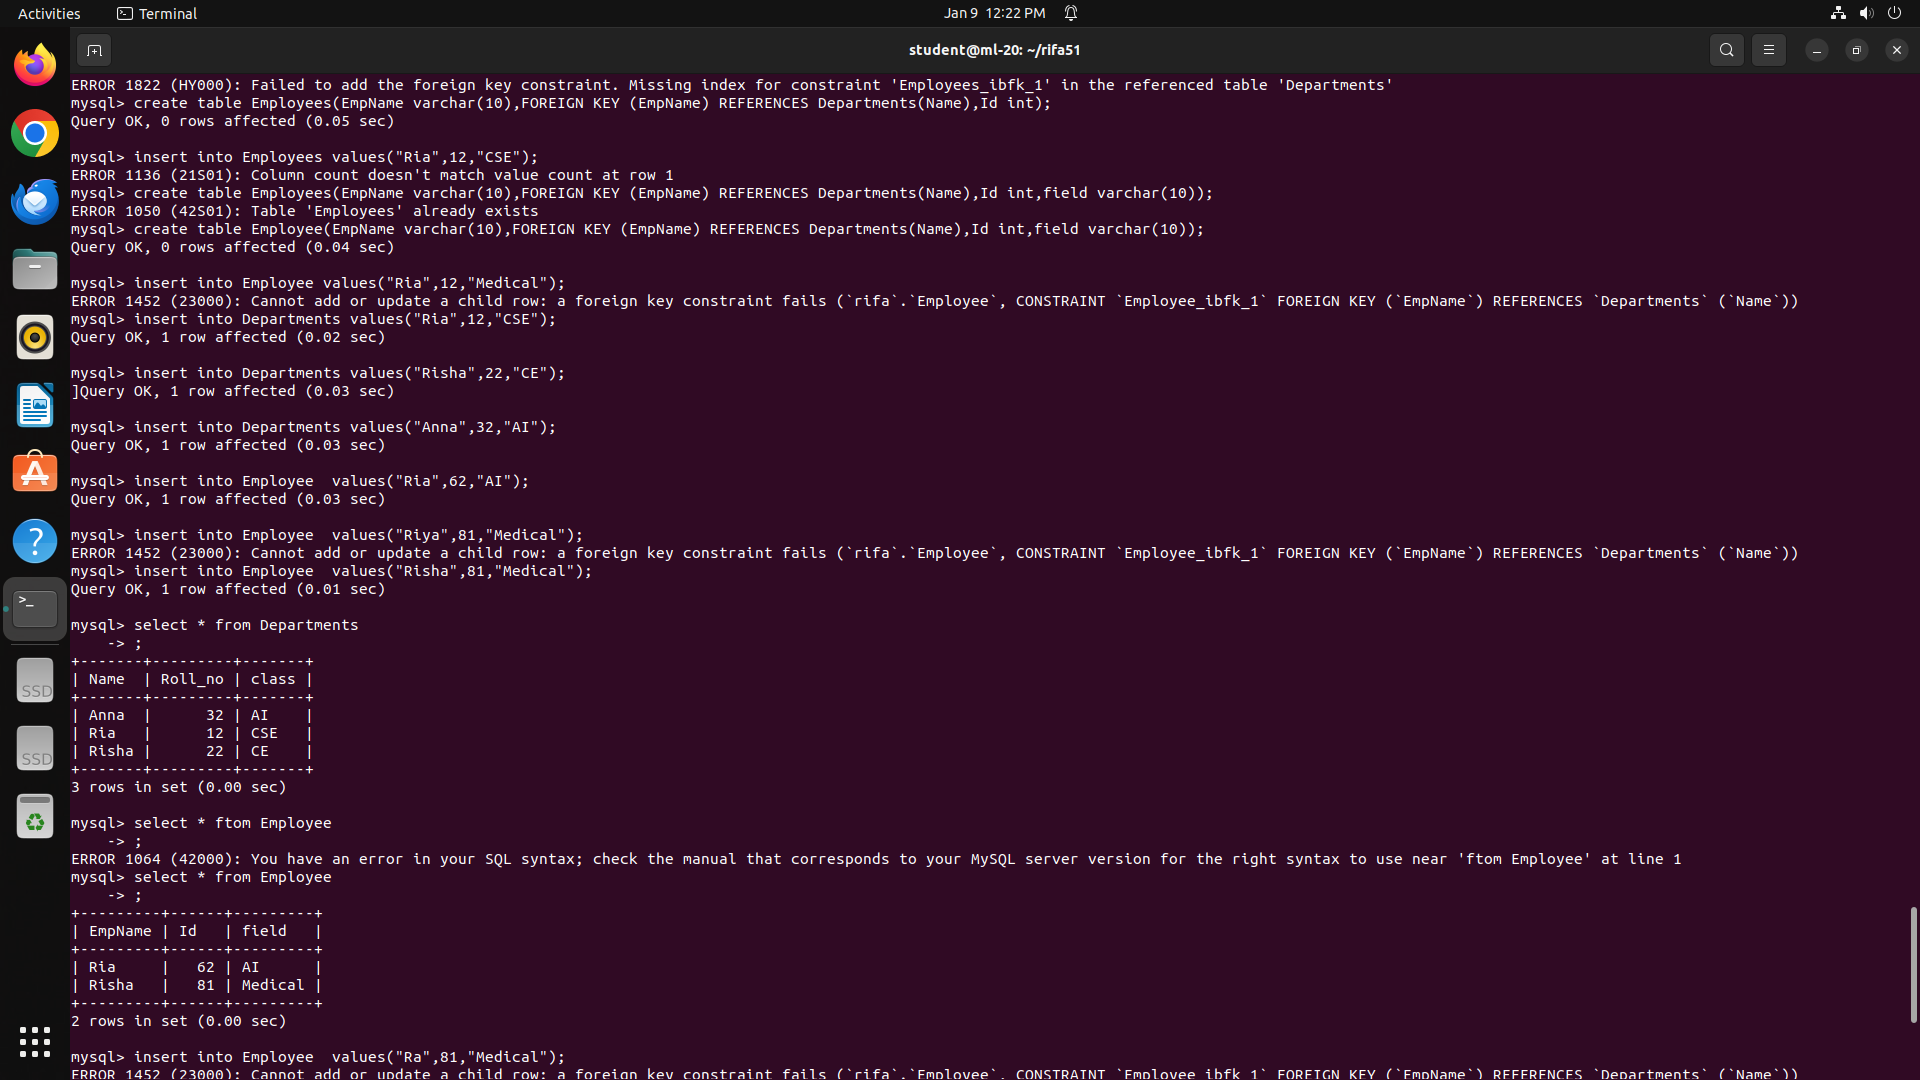 Activities
Terminal
Jan 9 12:22 PM
student@ml-20: ~/rifa51
ERROR 1822 (HY000): Failed to add the foreign key constraint. Missing index for constraint 'Employees_ibfk_1' in the referenced table 'Departments'
mysql> create table Employees(EmpName varchar(10),FOREIGN KEY (EmpName) REFERENCES Departments(Name),Id int);
Query OK, 0 rows affected (0.05 sec)
mysql> insert into Employees values("Ria",12,"CSE");
ERROR 1136 (21S01): Column count doesn't match value count at row 1
mysql> create table Employees(EmpName varchar(10),FOREIGN KEY (EmpName) REFERENCES Departments(Name),Id int,field varchar(10));
ERROR 1050 (42S01): Table 'Employees' already exists
mysql> create table Employee(EmpName varchar(10),FOREIGN KEY (EmpName) REFERENCES Departments(Name),Id int,field varchar(10));
Query OK, 0 rows affected (0.04 sec)
mysql> insert into Employee values("Ria",12,"Medical");
ERROR 1452 (23000): Cannot add or update a child row: a foreign key constraint fails (`rifa`.`Employee`, CONSTRAINT `Employee_ibfk_1` FOREIGN KEY (`EmpName`) REFERENCES `Departments` (`Name`))
mysql> insert into Departments values("Ria",12,"CSE");
Query OK, 1 row affected (0.02 sec)
mysql> insert into Departments values("Risha",22,"CE");
]Query OK, 1 row affected (0.03 sec)
mysql> insert into Departments values("Anna",32,"AI");
Query OK, 1 row affected (0.03 sec)
mysql> insert into Employee  values("Ria",62,"AI");
Query OK, 1 row affected (0.03 sec)
mysql> insert into Employee  values("Riya",81,"Medical");
ERROR 1452 (23000): Cannot add or update a child row: a foreign key constraint fails (`rifa`.`Employee`, CONSTRAINT `Employee_ibfk_1` FOREIGN KEY (`EmpName`) REFERENCES `Departments` (`Name`))
mysql> insert into Employee  values("Risha",81,"Medical");
Query OK, 1 row affected (0.01 sec)
mysql> select * from Departments
    -> ;
+-------+---------+-------+
| Name  | Roll_no | class |
+-------+---------+-------+
| Anna  |      32 | AI    |
| Ria   |      12 | CSE   |
| Risha |      22 | CE    |
+-------+---------+-------+
3 rows in set (0.00 sec)
mysql> select * ftom Employee
    -> ;
ERROR 1064 (42000): You have an error in your SQL syntax; check the manual that corresponds to your MySQL server version for the right syntax to use near 'ftom Employee' at line 1
mysql> select * from Employee
    -> ;
+---------+------+---------+
| EmpName | Id   | field   |
+---------+------+---------+
| Ria     |   62 | AI      |
| Risha   |   81 | Medical |
+---------+------+---------+
2 rows in set (0.00 sec)
mysql> insert into Employee  values("Ra",81,"Medical");
ERROR 1452 (23000): Cannot add or update a child row: a foreign key constraint fails (`rifa`.`Employee`, CONSTRAINT `Employee_ibfk_1` FOREIGN KEY (`EmpName`) REFERENCES `Departments` (`Name`))
SSD
SSD